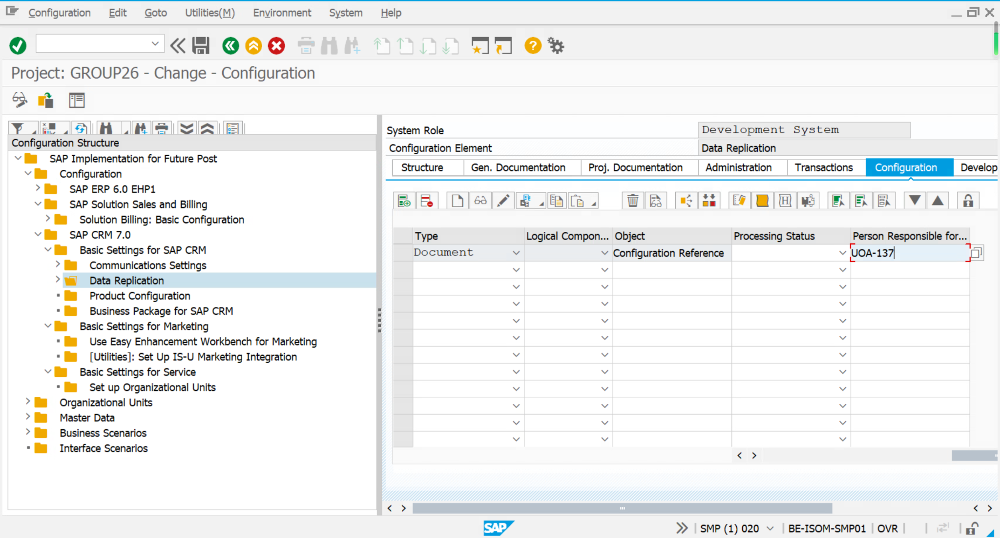 Configuration Edit Goto Utilities(M) Environment System Help
Project: GROUP26 - Change - Configuration
Configuration Structure
SAP Implementation for Future Post
Configuration
SAP ERP 6.0 EHP1
SAP Solution Sales and Billing
Solution Billing: Basic Configuration
SAP CRM 7.0
Basic Settings for SAP CRM
Communications Settings
Data Replication
Product Configuration
Business Package for SAP CRM
Basic Settings for Marketing
Use Easy Enhancement Workbench for Marketing
[Utilities]: Set Up IS-U Marketing Integration
Basic Settings for Service
Set up Organizational Units
Organizational Units
Master Data
Business Scenarios
Interface Scenarios
System Role Development System
Configuration Element Data Replication
Structure Gen. Documentation Proj. Documentation Administration Transactions Configuration Develop
Type Logical Compon... Object Processing Status Person Responsible for...
Document Configuration Reference UOA-137
SAP SMP (1) 020 BE-ISOM-SMP01 OVR